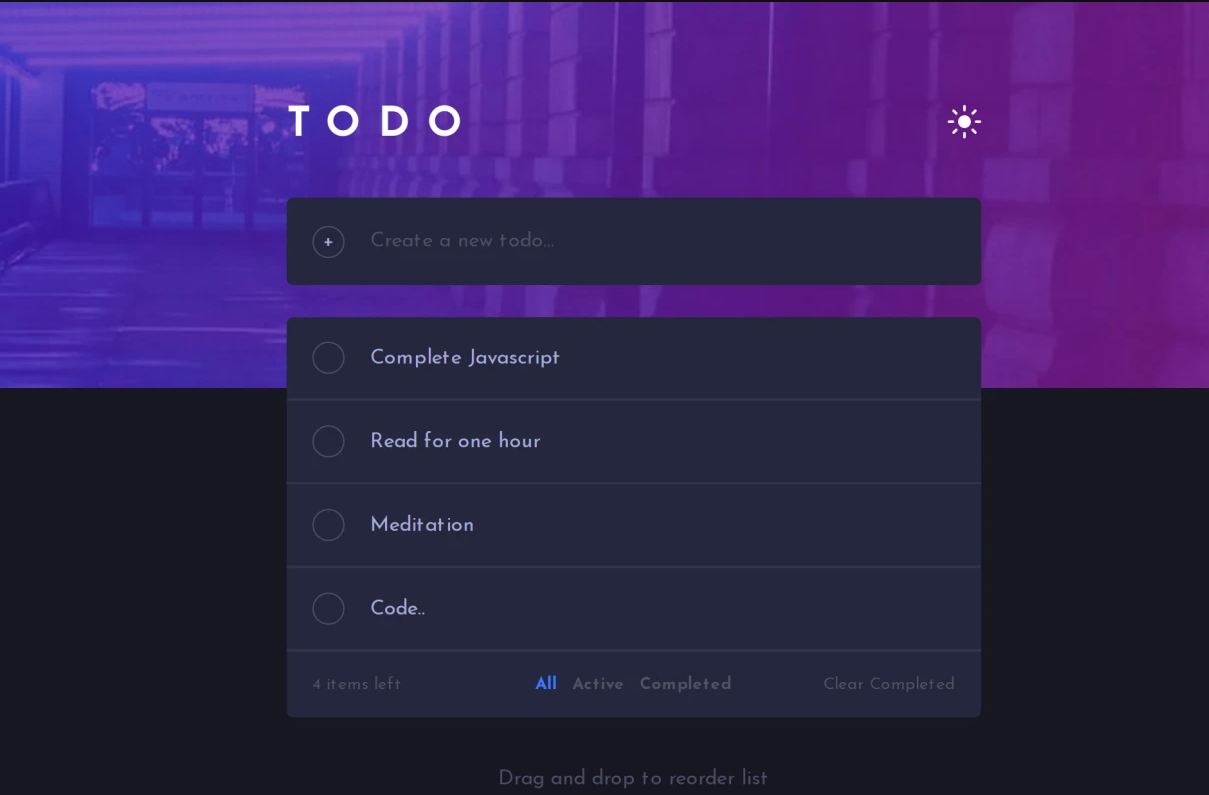 TODO
+
Create a new todo...
Complete Javascript
Read for one hour
Meditation
Code..
4 items left All Active Completed Clear Completed
Drag and drop to reorder list